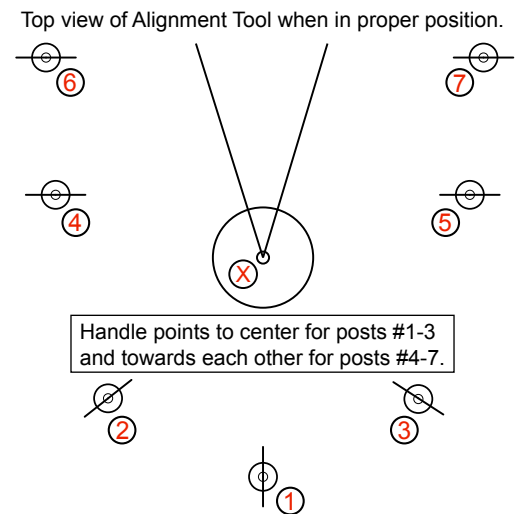 Top view of Alignment Tool when in proper position.
6
7
4
5
X
Handle points to center for posts #1-3
and towards each other for posts #4-7.
2
3
1